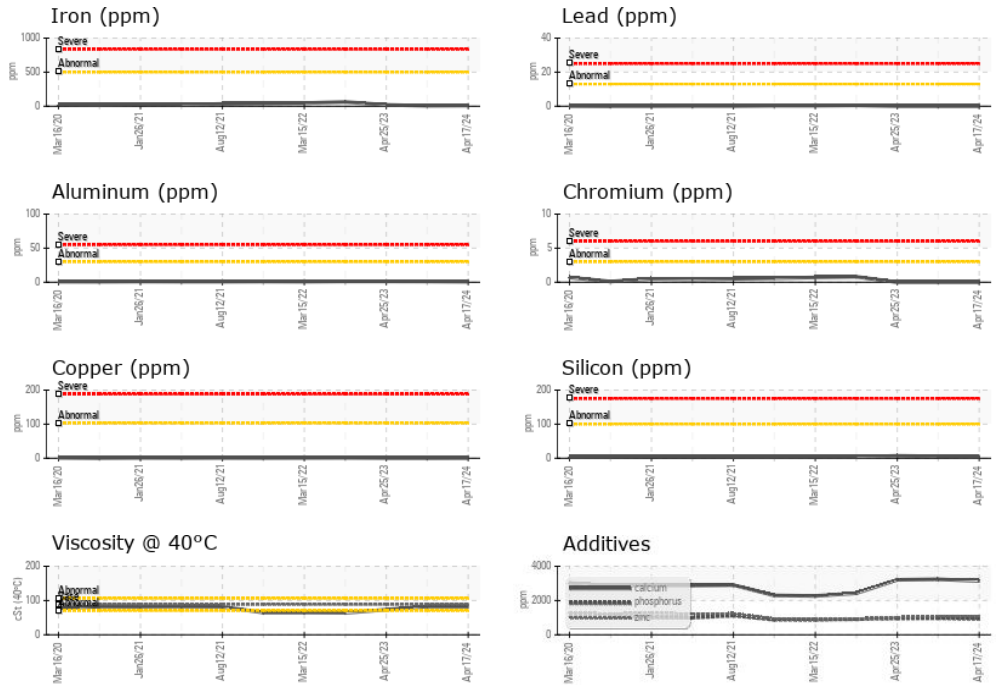 Iron (ppm)
1000
500
0
ppm
Severe
Abnormal
Mar16/20
Jan26/21
Aug12/21
Mar15/22
Apr25/23
Apr17/24
Lead (ppm)
40
20
0
ppm
Severe
Abnormal
Mar16/20
Jan26/21
Aug12/21
Mar15/22
Apr25/23
Apr17/24
Aluminum (ppm)
100
50
0
ppm
Severe
Abnormal
Mar16/20
Jan26/21
Aug12/21
Mar15/22
Apr25/23
Apr17/24
Chromium (ppm)
10
5
0
ppm
Severe
Abnormal
Mar16/20
Jan26/21
Aug12/21
Mar15/22
Apr25/23
Apr17/24
Copper (ppm)
200
100
0
ppm
Severe
Abnormal
Mar16/20
Jan26/21
Aug12/21
Mar15/22
Apr25/23
Apr17/24
Silicon (ppm)
200
100
0
ppm
Severe
Abnormal
Mar16/20
Jan26/21
Aug12/21
Mar15/22
Apr25/23
Apr17/24
Viscosity @ 40°C
200
100
0
cSt (40°C)
Abnormal
Abnormal
Mar16/20
Jan26/21
Aug12/21
Mar15/22
Apr25/23
Apr17/24
Additives
4000
2000
0
ppm
calcium
phosphorus
zinc
Mar16/20
Jan26/21
Aug12/21
Mar15/22
Apr25/23
Apr17/24